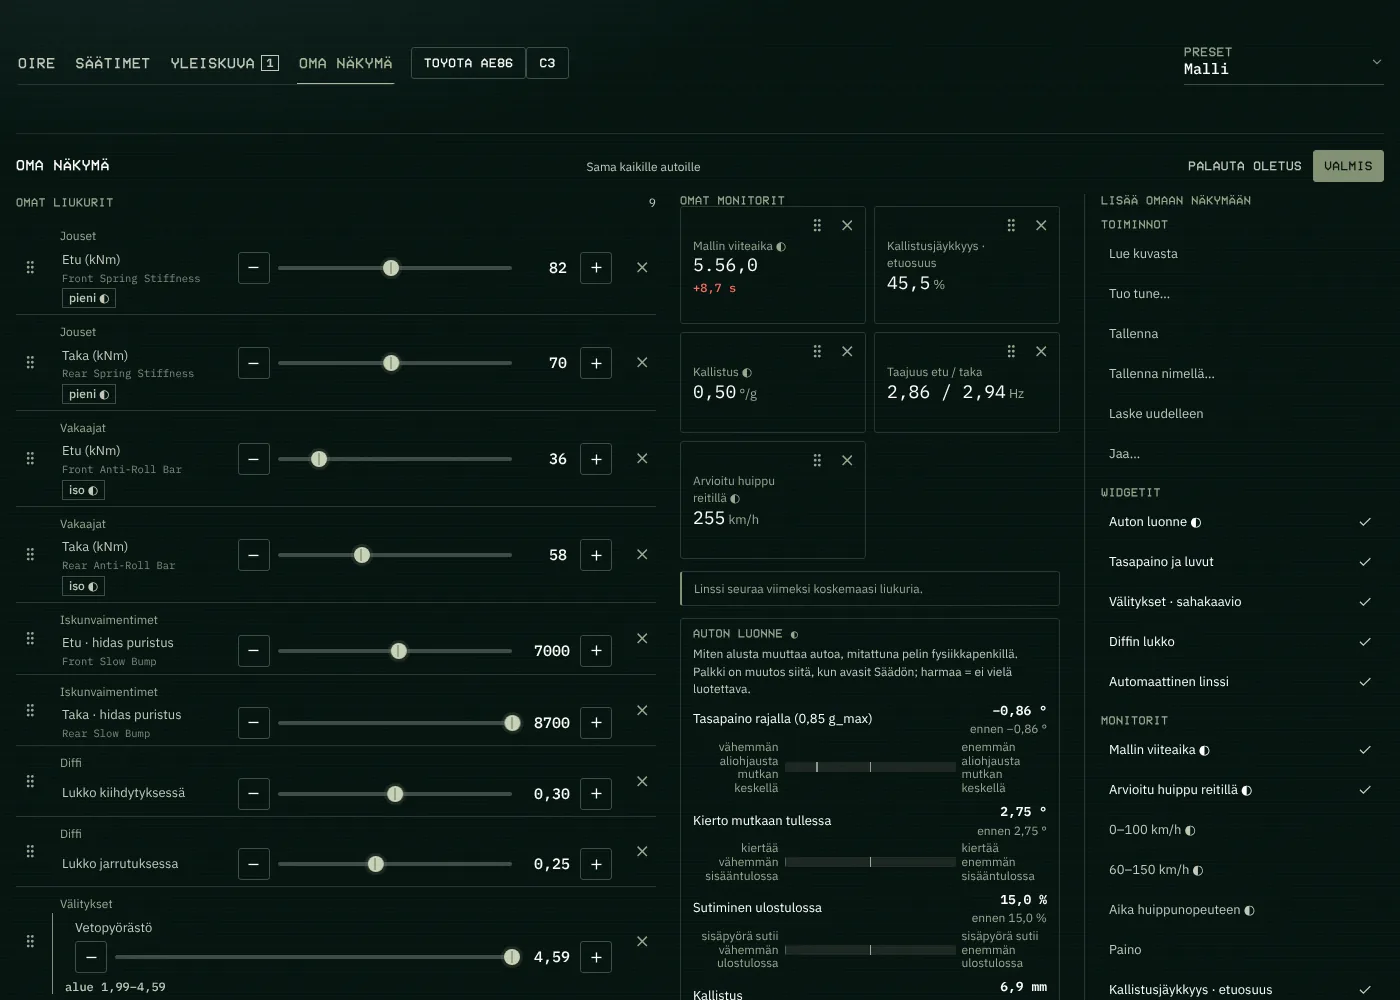 OIRE SÄÄTIMET YLEISKUVA 1 OMA NÄKYMÄ TOYOTA AE86 C3
PRESET
Malli
OMA NÄKYMÄ
Sama kaikille autoille
PALAUTA OLETUS VALMIS
OMAT LIUKURIT 9
Jouset
Etu (kNm)
Front Spring Stiffness
pieni
− 82 +
Jouset
Taka (kNm)
Rear Spring Stiffness
pieni
− 70 +
Vakaajat
Etu (kNm)
Front Anti-Roll Bar
iso
− 36 +
Vakaajat
Taka (kNm)
Rear Anti-Roll Bar
iso
− 58 +
Iskunvaimentimet
Etu · hidas puristus
Front Slow Bump
− 7000 +
Iskunvaimentimet
Taka · hidas puristus
Rear Slow Bump
− 8700 +
Diffi
Lukko kiihdytyksessä
− 0,30 +
Diffi
Lukko jarrutuksessa
− 0,25 +
Välitykset
Vetopyörästö
− 4,59 +
alue 1,99–4,59
OMAT MONITORIT
Mallin viiteaika
5.56,0
+8,7 s
Kallistusjäykkyys ·
etuosuus
45,5 %
Kallistus
0,50 °/g
Taajuus etu / taka
2,86 / 2,94 Hz
Arvioitu huippu
reitillä
255 km/h
Linssi seuraa viimeksi koskemaasi liukuria.
AUTON LUONNE
Miten alusta muuttaa autoa, mitattuna pelin fysiikkapenkillä.
Palkki on muutos siitä, kun avasit Säädön; harmaa = ei vielä
luotettava.
Tasapaino rajalla (0,85 g_max) −0,86 °
ennen −0,86 °
vähemmän
aliohjausta
mutkan
keskellä
enemmän
aliohjausta
mutkan
keskellä
Kierto mutkaan tullessa 2,75 °
ennen 2,75 °
kiertää
vähemmän
sisääntulossa
kiertää
enemmän
sisääntulossa
Sutiminen ulostulossa 15,0 %
ennen 15,0 %
sisäpyörä sutii
vähemmän
ulostulossa
sisäpyörä sutii
enemmän
ulostulossa
Kallistus 6,9 mm
LISÄÄ OMAAN NÄKYMÄÄN
TOIMINNOT
Lue kuvasta
Tuo tune…
Tallenna
Tallenna nimellä…
Laske uudelleen
Jaa…
WIDGETIT
Auton luonne
Tasapaino ja luvut
Välitykset · sahakaavio
Diffin lukko
Automaattinen linssi
MONITORIT
Mallin viiteaika
Arvioitu huippu reitillä
0–100 km/h
60–150 km/h
Aika huippunopeuteen
Paino
Kallistusjäykkyys · etuosuus